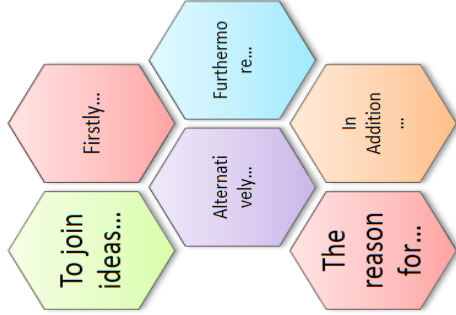 To join
ideas...
Firstly...
Alternati
vely...
Furthermo
re...
The
reason
for...
In
Addition
...